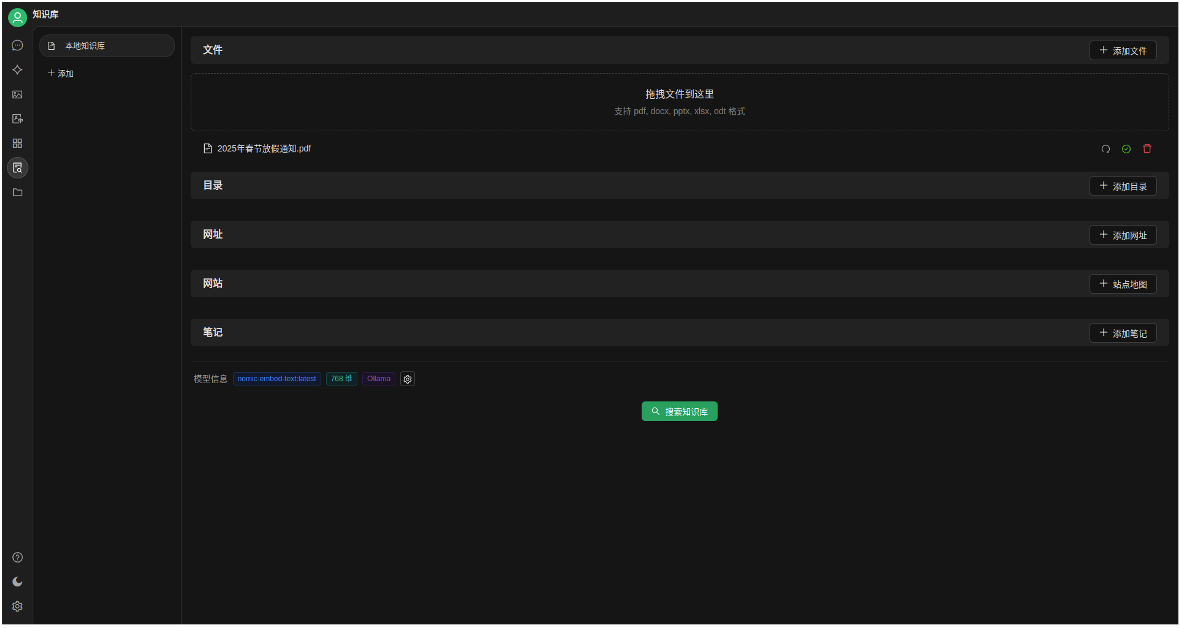 知识库
本地知识库
添加
文件
添加文件
拖拽文件到这里
支持 pdf, docx, pptx, xlsx, odt 格式
2025年春节放假通知.pdf
目录
添加目录
网址
添加网址
网站
站点地图
笔记
添加笔记
模型信息 nomic-embed-text:latest 768 维 Ollama
搜索知识库